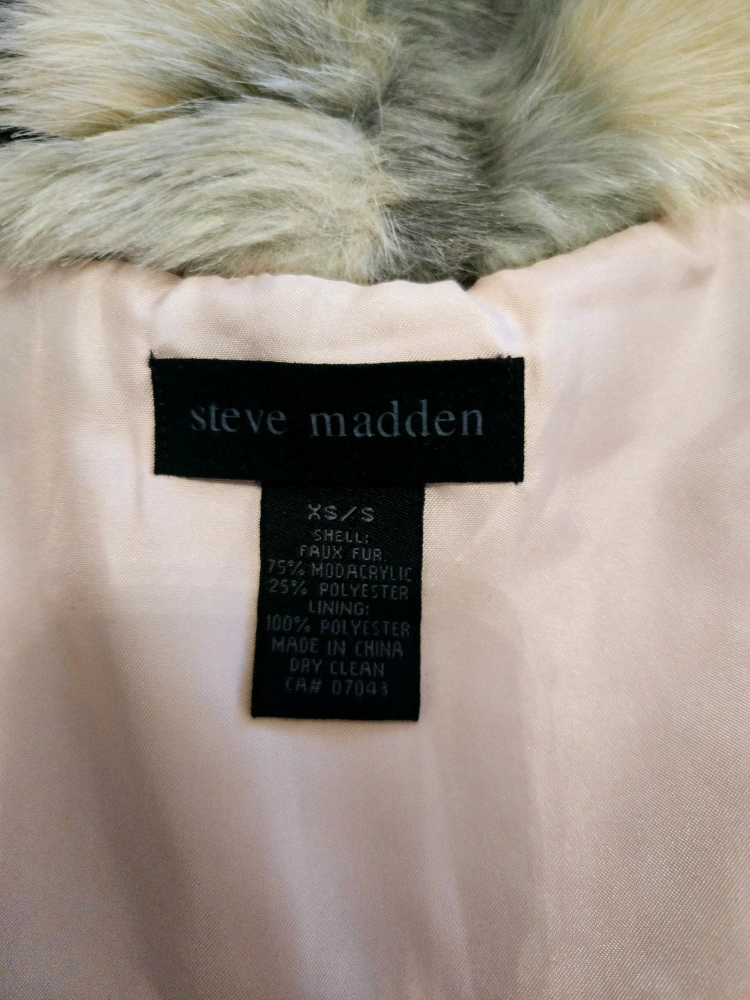 steve madden
XS/S
SHELL:
FAUX FUR.
75% MODACRYLIC
25% POLYESTER
LINING:
100% POLYESTER
MADE IN CHINA
DRY CLEAN
CA# 07043